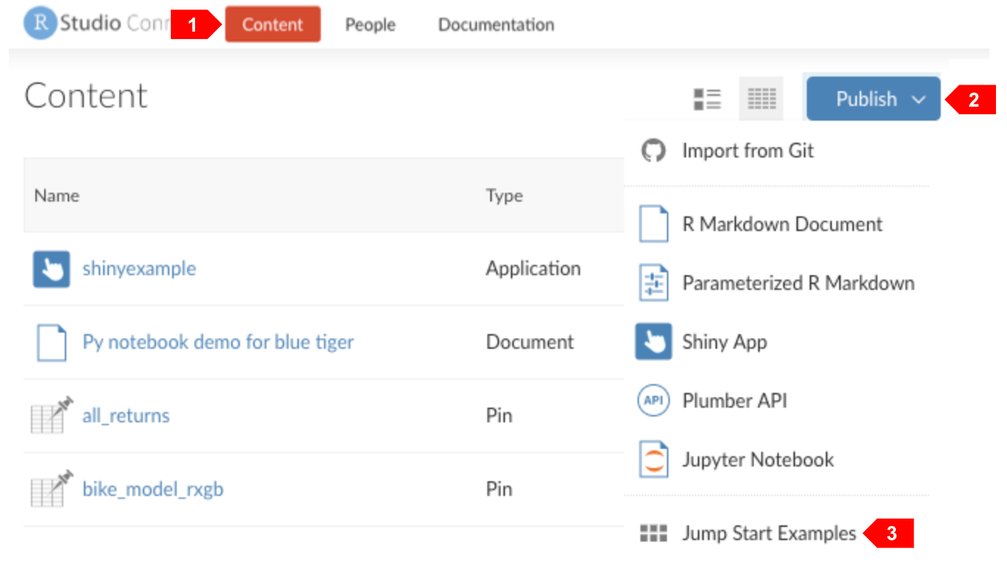 R Studio Conn 1 Content People Documentation
Content
Publish 2
Import from Git
Name Type
R Markdown Document
shinyexample Application
Parameterized R Markdown
Py notebook demo for blue tiger Document
Shiny App
all_returns Pin
API Plumber API
bike_model_rxgb Pin
Jupyter Notebook
Jump Start Examples 3